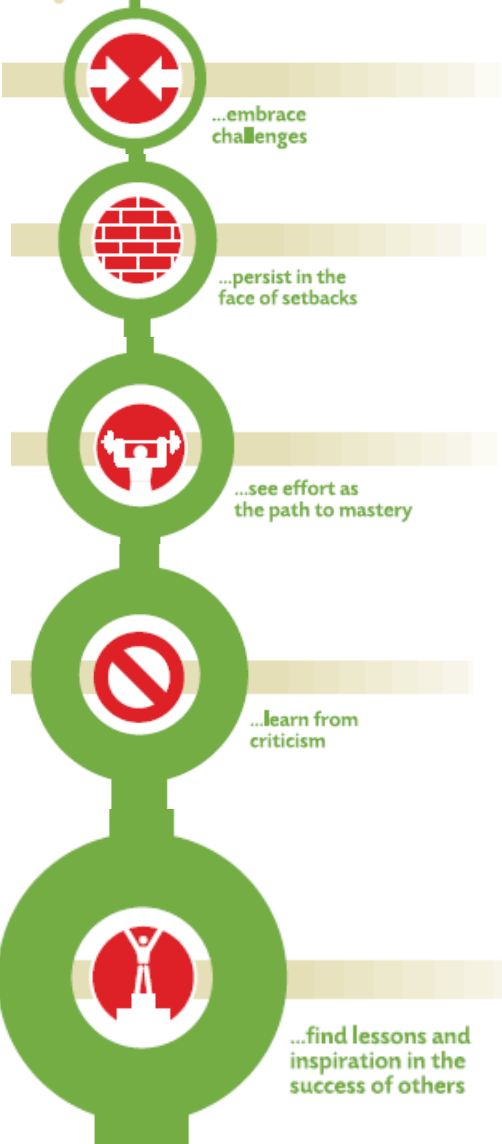 ...embrace
challenges
...persist in the
face of setbacks
...see effort as
the path to mastery
...learn from
criticism
...find lessons and
inspiration in the
success of others